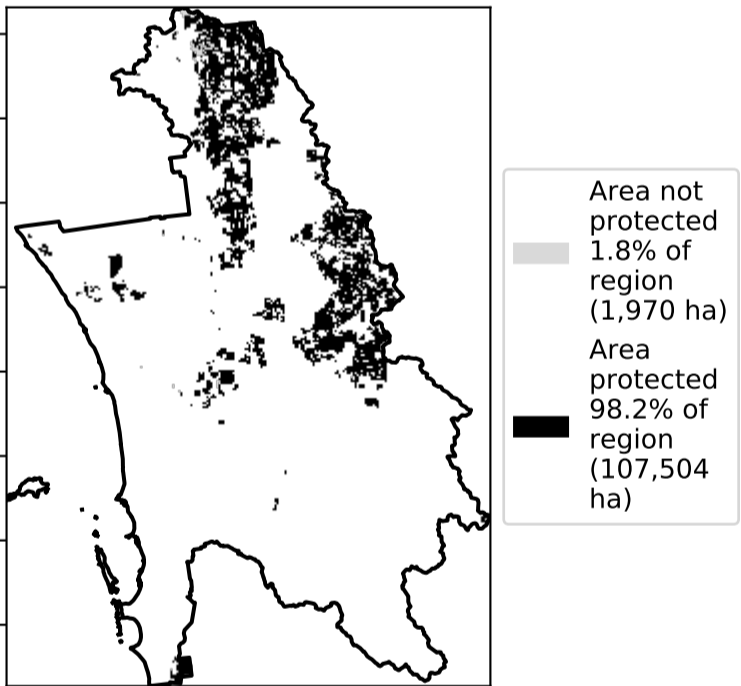 Area not
protected
1.8% of
region
(1,970 ha)
Area
protected
98.2% of
region
(107,504
ha)